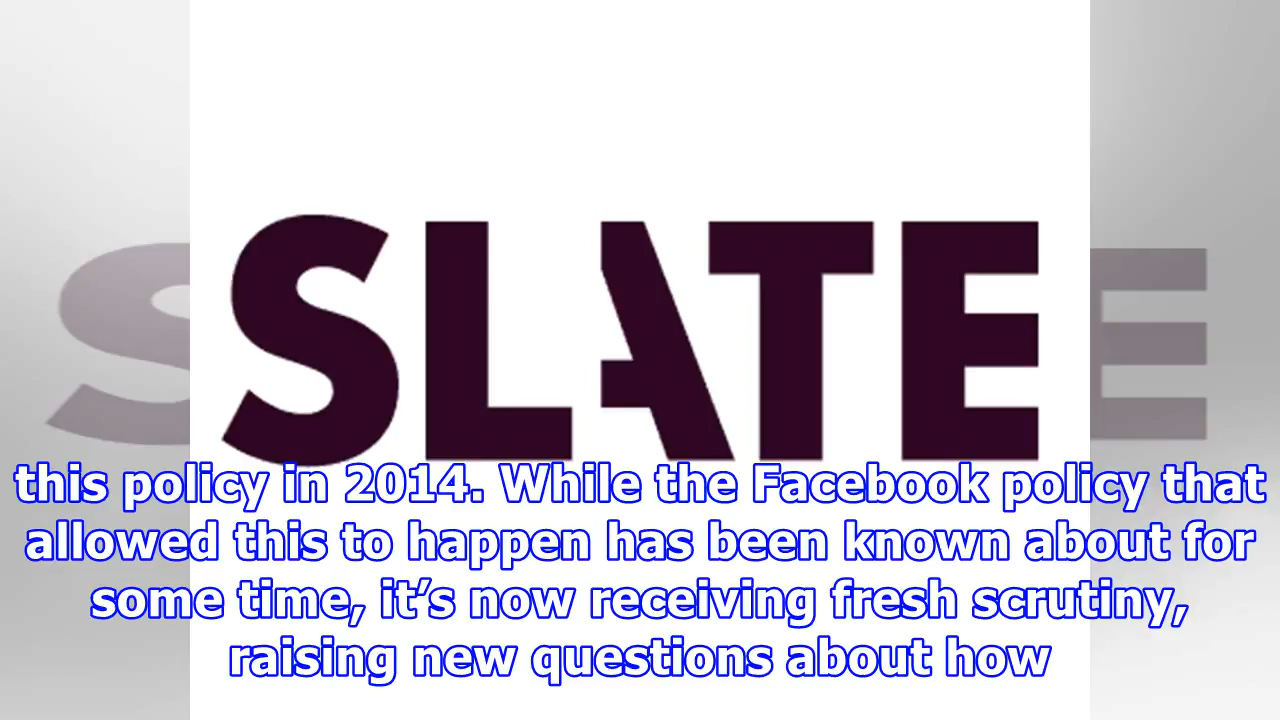 SLATE
this policy in 2014. While the Facebook policy that
allowed this to happen has been known about for
some time, it’s now receiving fresh scrutiny,
raising new questions about how